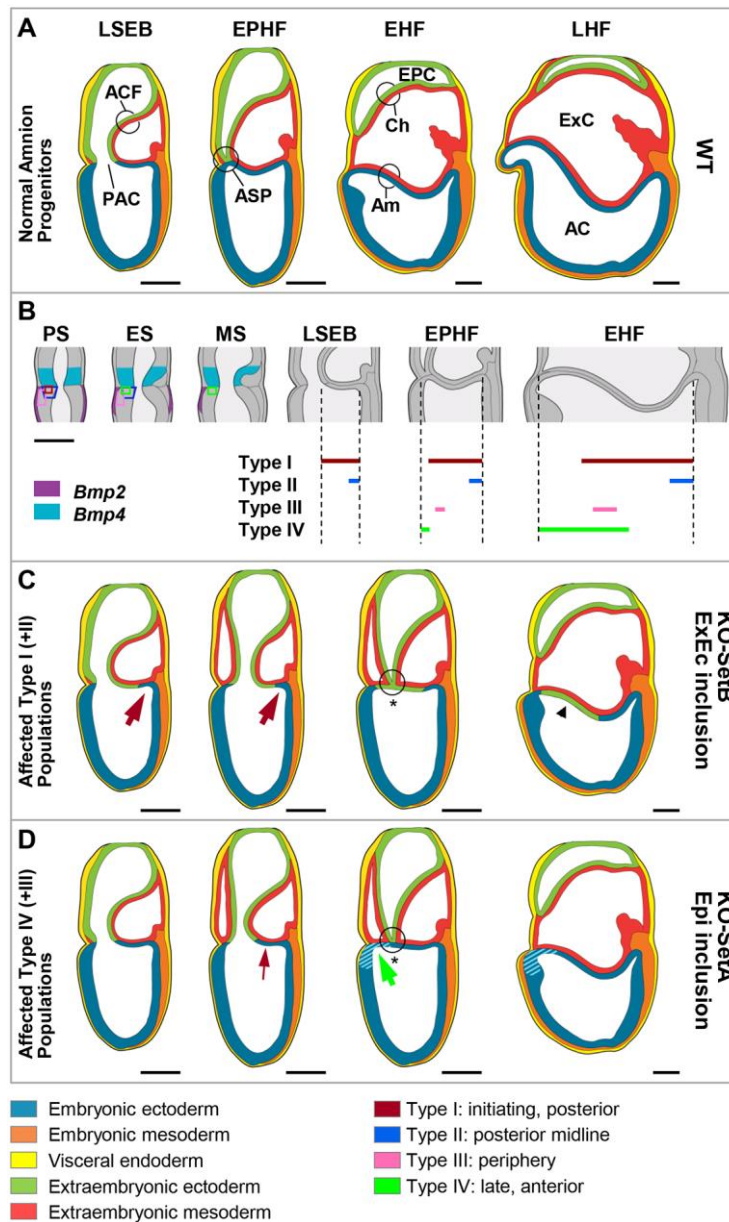 A
LSEB
EPHF
EHF
LHF
ACF
PAC
ASP
EPC
Ch
Am
ExC
AC
Normal Amnion
Progenitors
WT
B
PS
ES
MS
LSEB
EPHF
EHF
Bmp2
Bmp4
Type I
Type II
Type III
Type IV
C
Affected Type I (+II)
Populations
*
KO-SetB
ExEc inclusion
D
Affected Type IV (+III)
Populations
*
KO-SetA
Epi inclusion
Embryonic ectoderm
Embryonic mesoderm
Visceral endoderm
Extraembryonic ectoderm
Extraembryonic mesoderm
Type I: initiating, posterior
Type II: posterior midline
Type III: periphery
Type IV: late, anterior